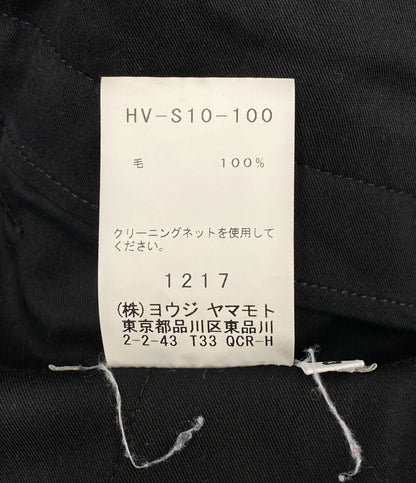 HV-S10-100
毛 100%
クリーニングネットを使用して
ください。
1217
(株)ヨウジ ヤマモト
東京都品川区東品川
2-2-43 T33 QCR-H